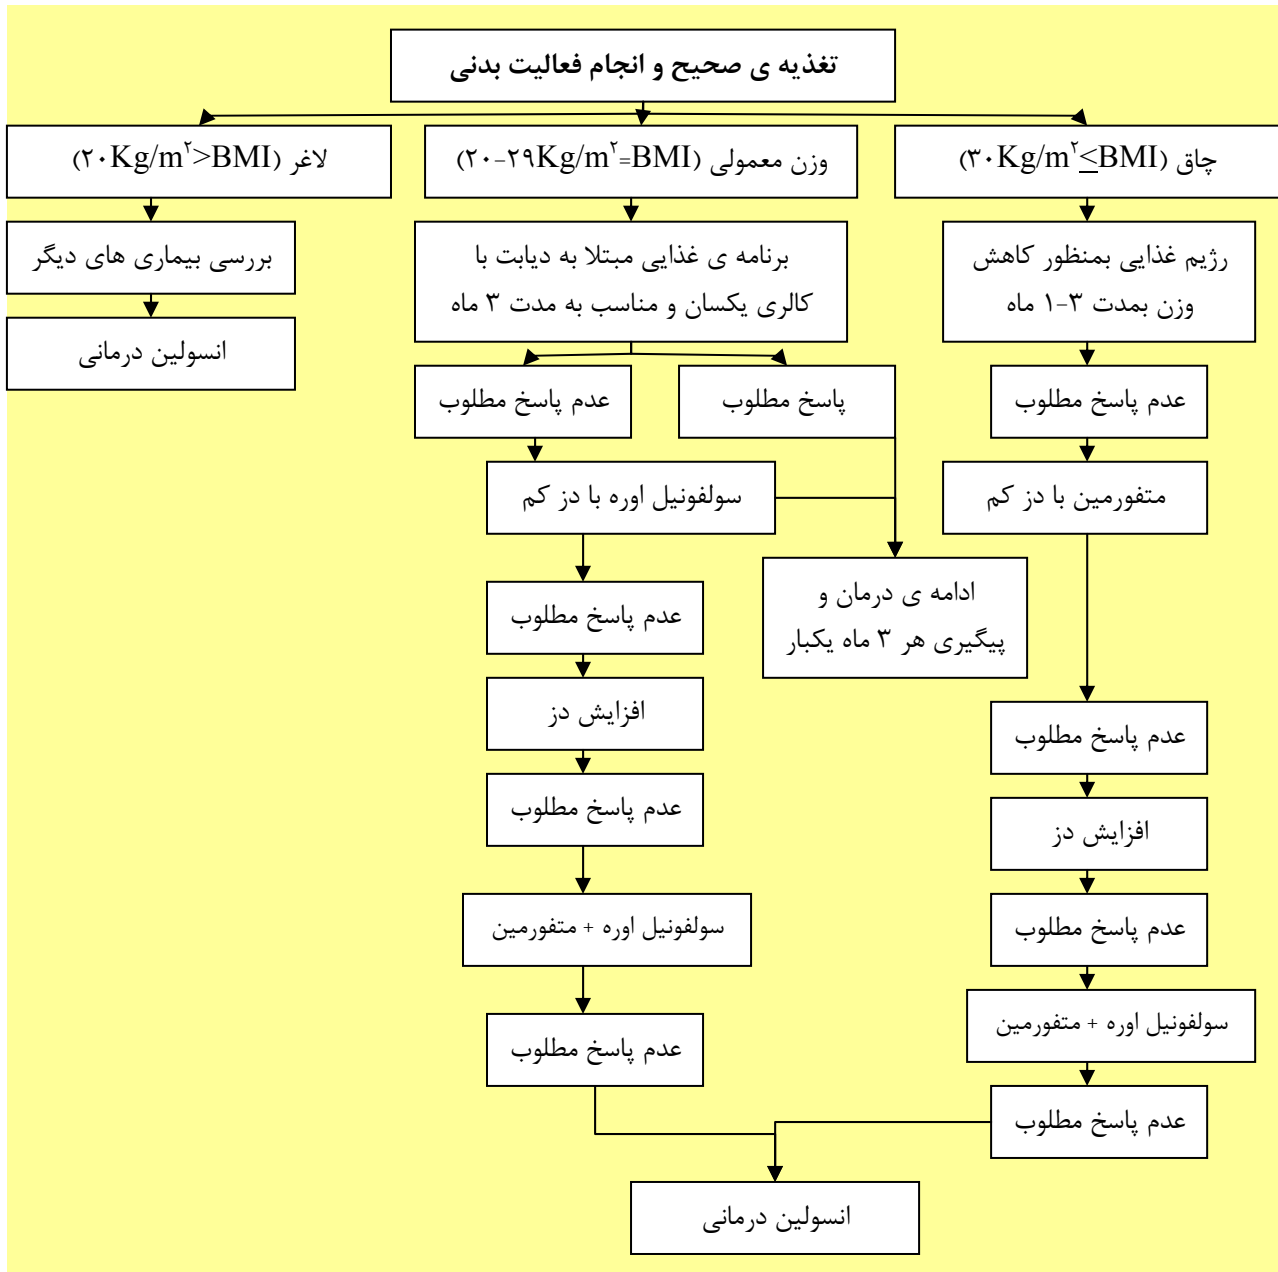 تغذیه ی صحیح و انجام فعالیت بدنی
چاق (۳۰Kg/m۲≤BMI)
وزن معمولی (۲۰-۲۹Kg/m۲=BMI)
لاغر (۲۰Kg/m۲>BMI)
رژیم غذایی بمنظور کاهش
وزن بمدت ۳-۱ ماه
برنامه ی غذایی مبتلا به دیابت با
کالری یکسان و مناسب به مدت ۳ ماه
بررسی بیماری های دیگر
انسولین درمانی
عدم پاسخ مطلوب
پاسخ مطلوب
عدم پاسخ مطلوب
متفورمین با دز کم
سولفونیل اوره با دز کم
ادامه ی درمان و
پیگیری هر ۳ ماه یکبار
عدم پاسخ مطلوب
عدم پاسخ مطلوب
افزایش دز
افزایش دز
عدم پاسخ مطلوب
عدم پاسخ مطلوب
سولفونیل اوره + متفورمین
سولفونیل اوره + متفورمین
عدم پاسخ مطلوب
عدم پاسخ مطلوب
انسولین درمانی